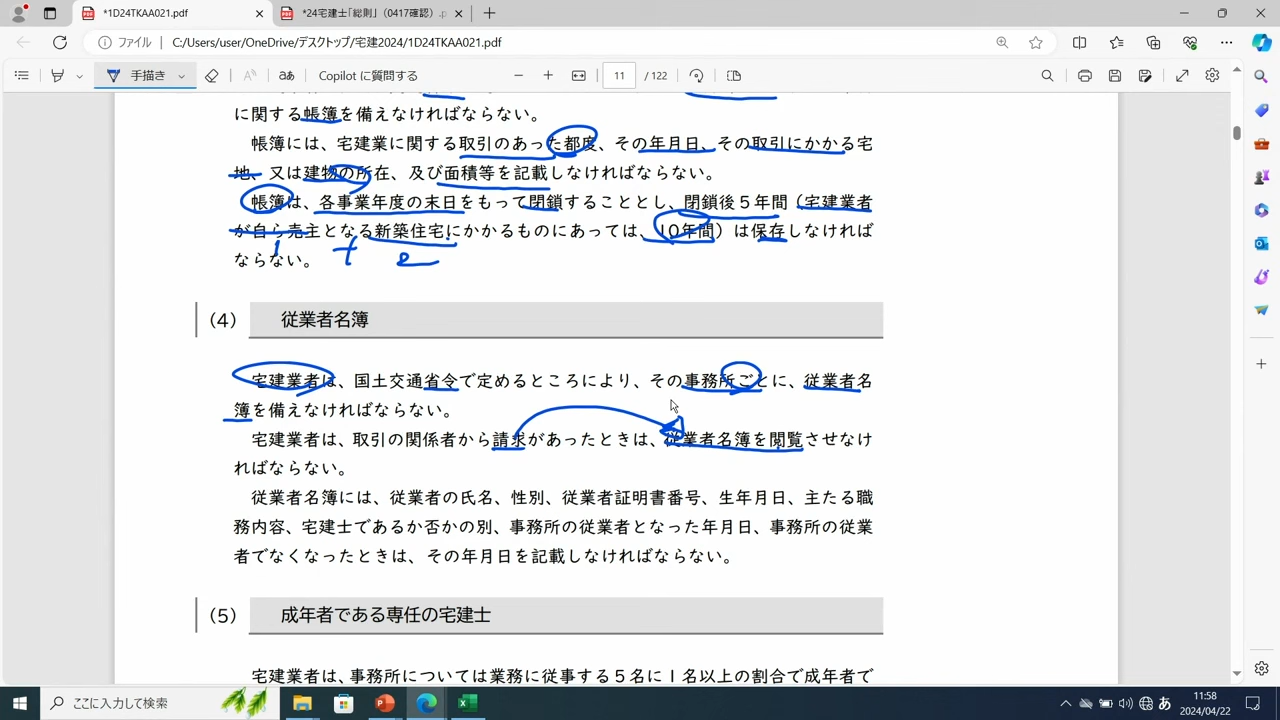 *1D24TKAA021.pdf
*24宅建士「総則」（0417確認）.p
ファイル
C:/Users/user/OneDrive/デスクトップ/宅建2024/1D24TKAA021.pdf
手描き
aあ
Copilot に質問する
11
/ 122
に関する帳簿を備えなければならない。
帳簿には、宅建業に関する取引のあった都度、その年月日、その取引にかかる宅
地、又は建物の所在、及び面積等を記載しなければならない。
帳簿は、各事業年度の末日をもって閉鎖することとし、閉鎖後５年間（宅建業者
が自ら売主となる新築住宅にかかるものにあっては、10年間）は保存しなければ
ならない。
（4） 従業者名簿
宅建業者は、国土交通省令で定めるところにより、その事務所ごとに、従業者名
簿を備えなければならない。
宅建業者は、取引の関係者から請求があったときは、従業者名簿を閲覧させなけ
ればならない。
従業者名簿には、従業者の氏名、性別、従業者証明書番号、生年月日、主たる職
務内容、宅建士であるか否かの別、事務所の従業者となった年月日、事務所の従業
者でなくなったときは、その年月日を記載しなければならない。
（5） 成年者である専任の宅建士
宅建業者は、事務所については業務に従事する５名に１名以上の割合で成年者で
ここに入力して検索
あ
11:58
2024/04/22